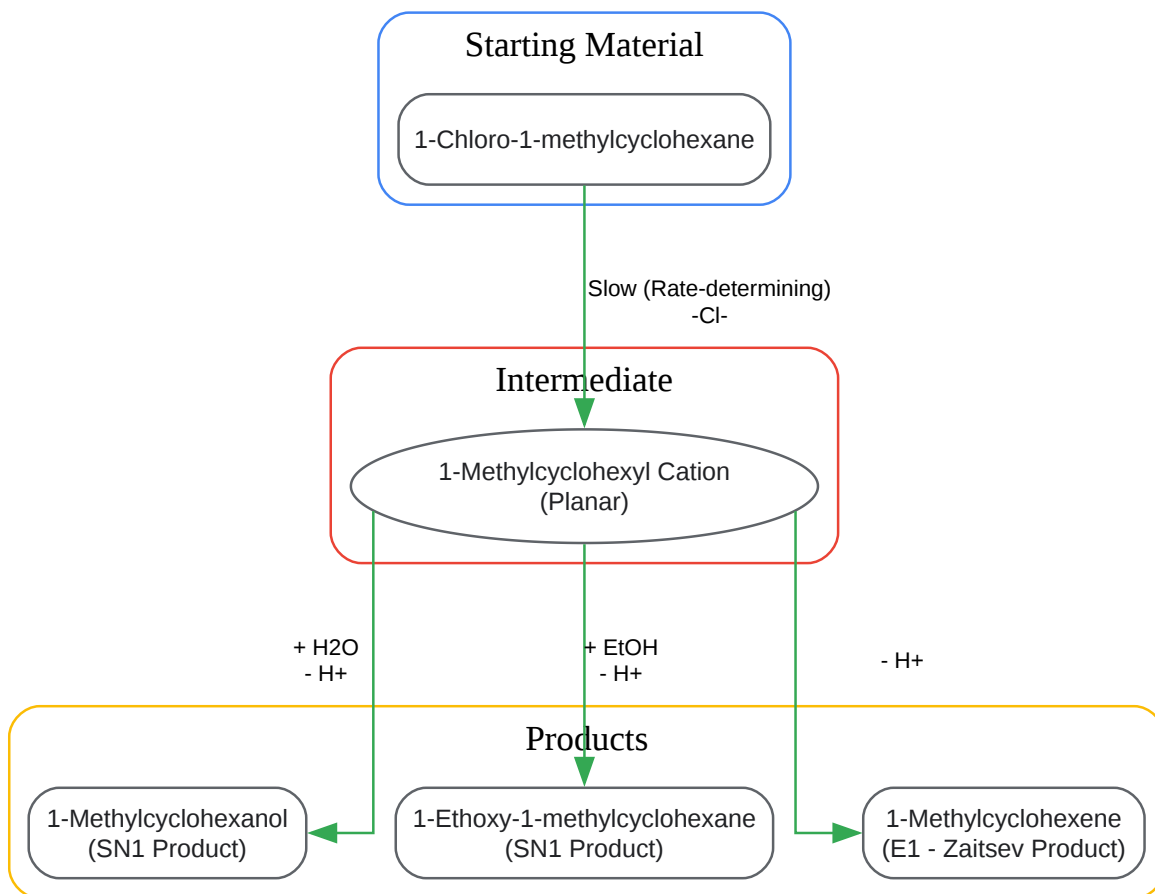 Starting Material
1-Chloro-1-methylcyclohexane
Slow (Rate-determining)
-Cl-
Intermediate
1-Methylcyclohexyl Cation
(Planar)
+ H2O
- H+
+ EtOH
- H+
- H+
Products
1-Methylcyclohexanol
(SN1 Product)
1-Ethoxy-1-methylcyclohexane
(SN1 Product)
1-Methylcyclohexene
(E1 - Zaitsev Product)